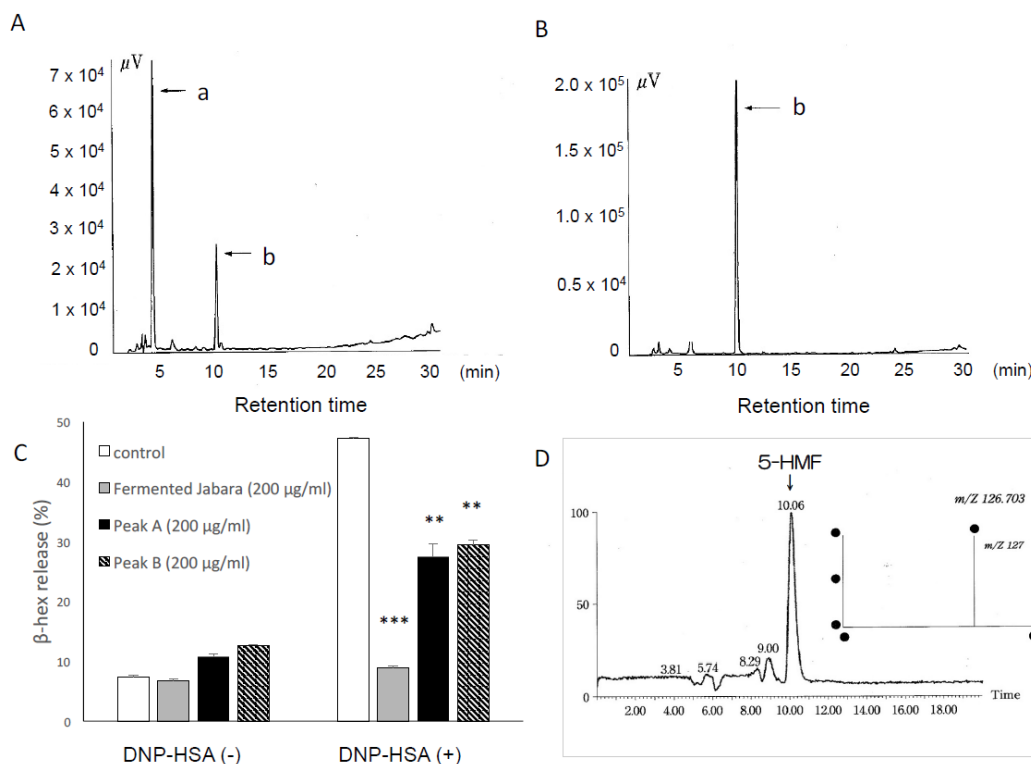 A
μV
7 x 10⁴
6 x 10⁴
5 x 10⁴
4 x 10⁴
3 x 10⁴
2 x 10⁴
1 x 10⁴
0
a
b
5 10 15 20 25 30 (min)
Retention time
B
μV
2.0 x 10⁵
1.5 x 10⁵
1.0 x 10⁵
0.5 x 10⁴
0
b
5 10 15 20 25 30 (min)
Retention time
C
β-hex release (%)
50
40
30
20
10
0
control
Fermented Jabara (200 μg/ml)
Peak A (200 μg/ml)
Peak B (200 μg/ml)
***
**
**
DNP-HSA (-) DNP-HSA (+)
D
5-HMF
10.06
m/Z 126.703
m/Z 127
100
50
0
3.81
5.74
8.29
9.00
Time
2.00 4.00 6.00 8.00 10.00 12.00 14.00 16.00 18.00